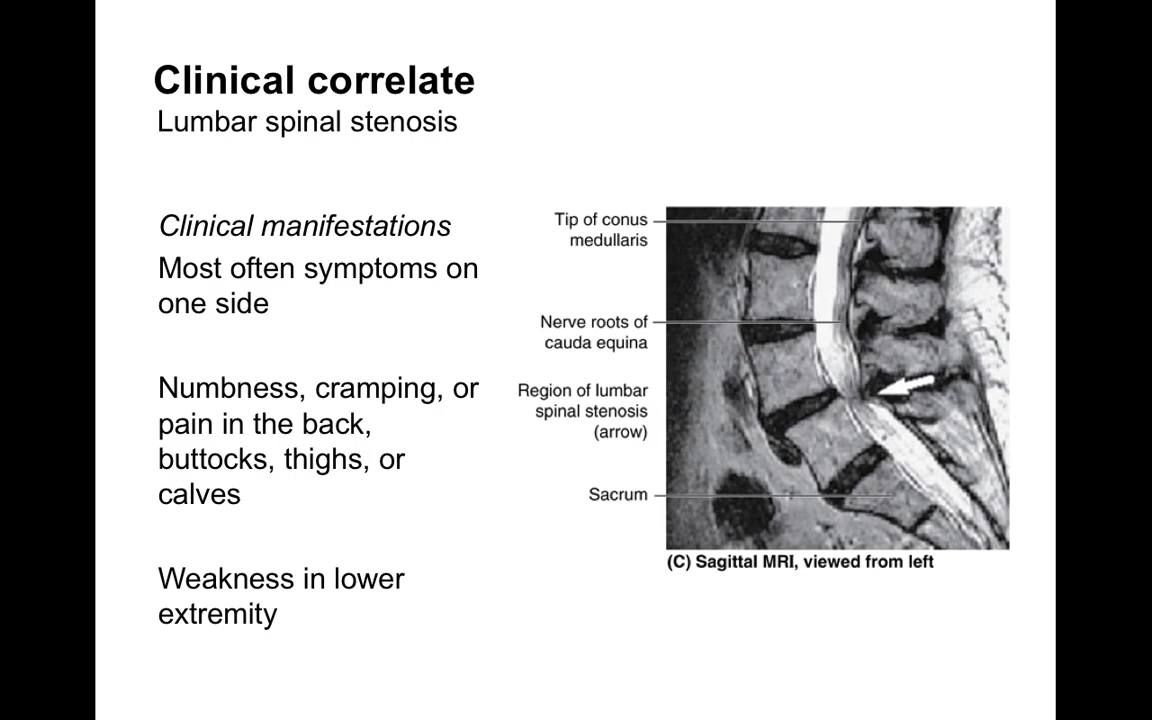 Clinical correlate
Lumbar spinal stenosis
Clinical manifestations
Most often symptoms on
one side
Numbness, cramping, or
pain in the back,
buttocks, thighs, or
calves
Weakness in lower
extremity
Tip of conus
medullaris
Nerve roots of
cauda equina
Region of lumbar
spinal stenosis
(arrow)
Sacrum
(C) Sagittal MRI, viewed from left